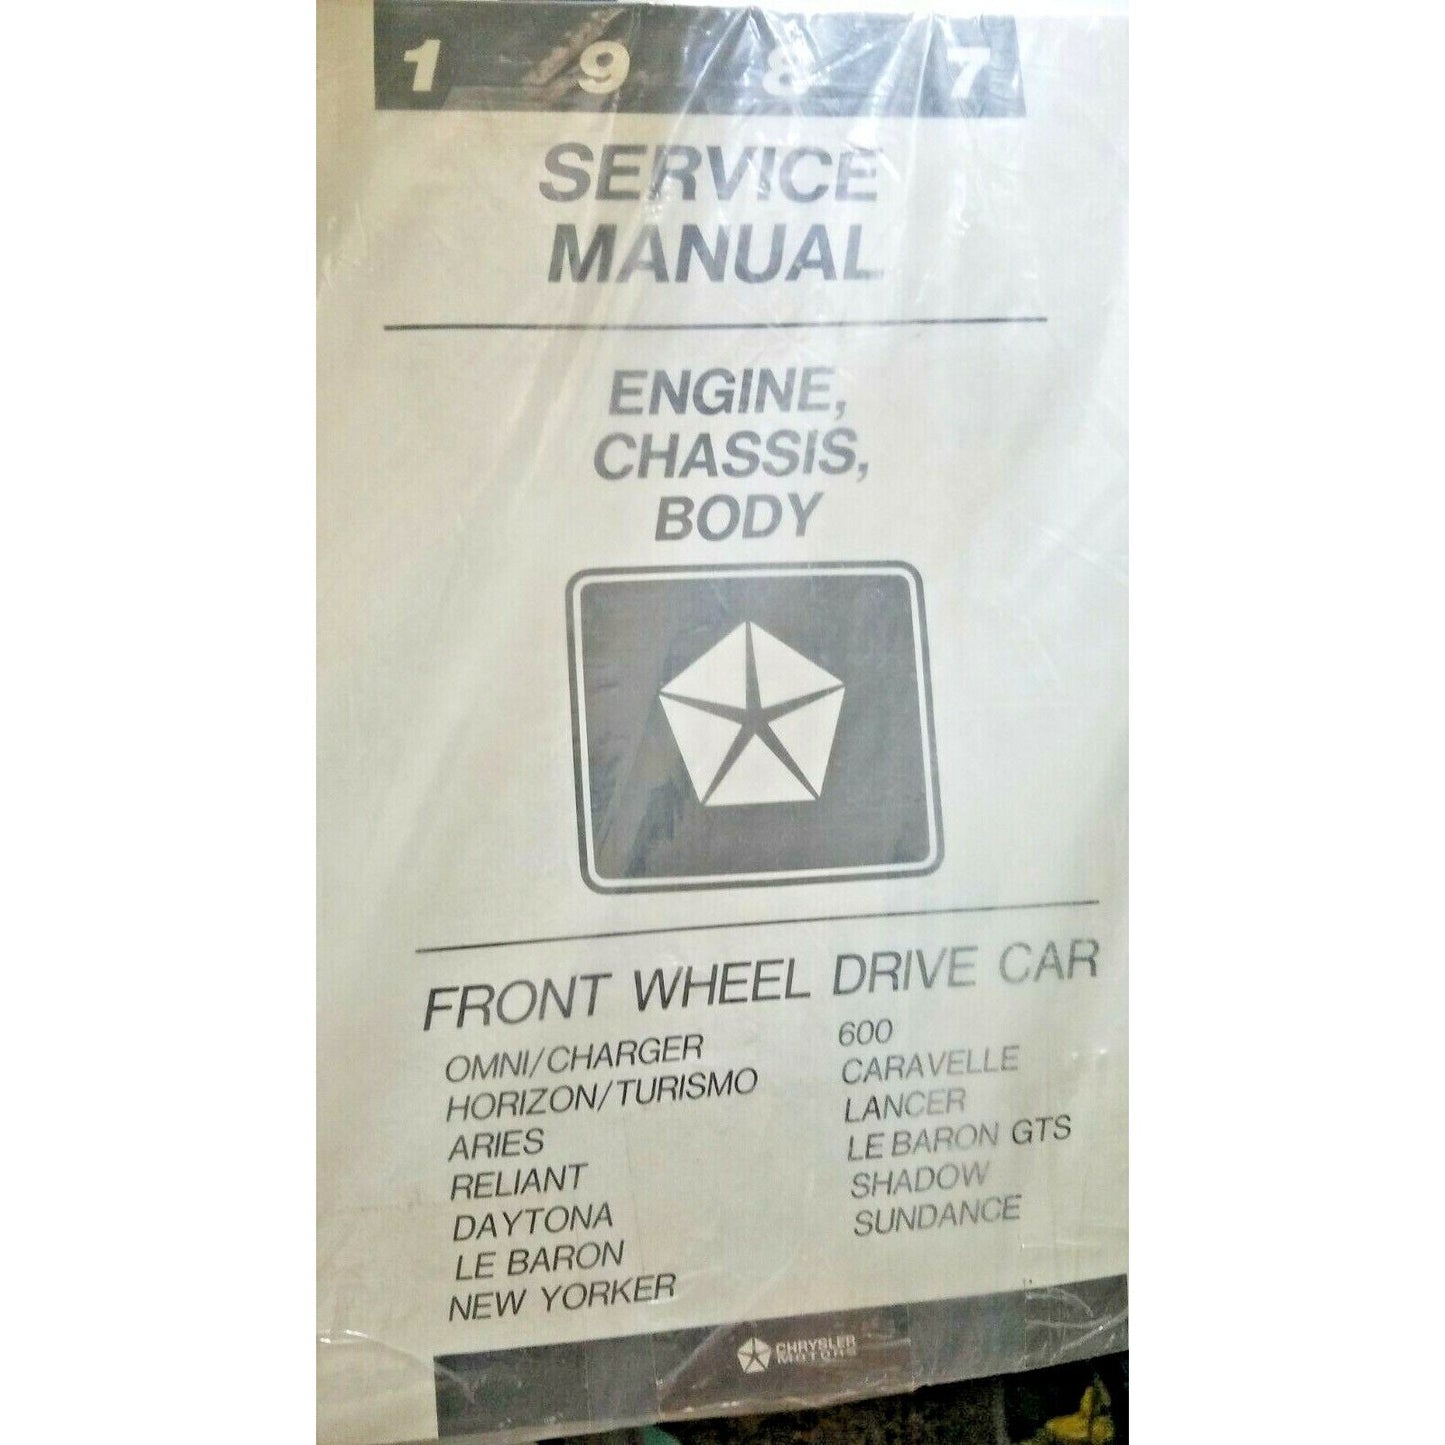 1 9 8 7
SERVICE
MANUAL
ENGINE,
CHASSIS,
BODY
FRONT WHEEL DRIVE CAR
OMNI/CHARGER
HORIZON/TURISMO
ARIES
RELIANT
DAYTONA
LE BARON
NEW YORKER
600
CARAVELLE
LANCER
LE BARON GTS
SHADOW
SUNDANCE
CHRYSLER
MOTORS